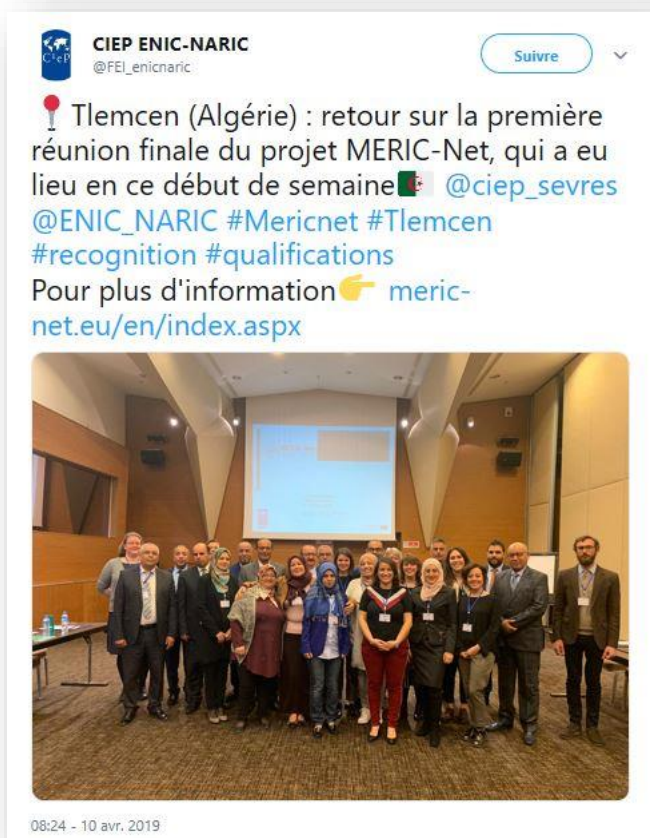 CIEP
CIEP ENIC-NARIC
@FEI_enicnaric
Suivre
📍 Tlemcen (Algérie) : retour sur la première
réunion finale du projet MERIC-Net, qui a eu
lieu en ce début de semaine🇩🇿 @ciep_sevres
@ENIC_NARIC #Mericnet #Tlemcen
#recognition #qualifications
Pour plus d'information👉 meric-
net.eu/en/index.aspx
08:24 - 10 avr. 2019